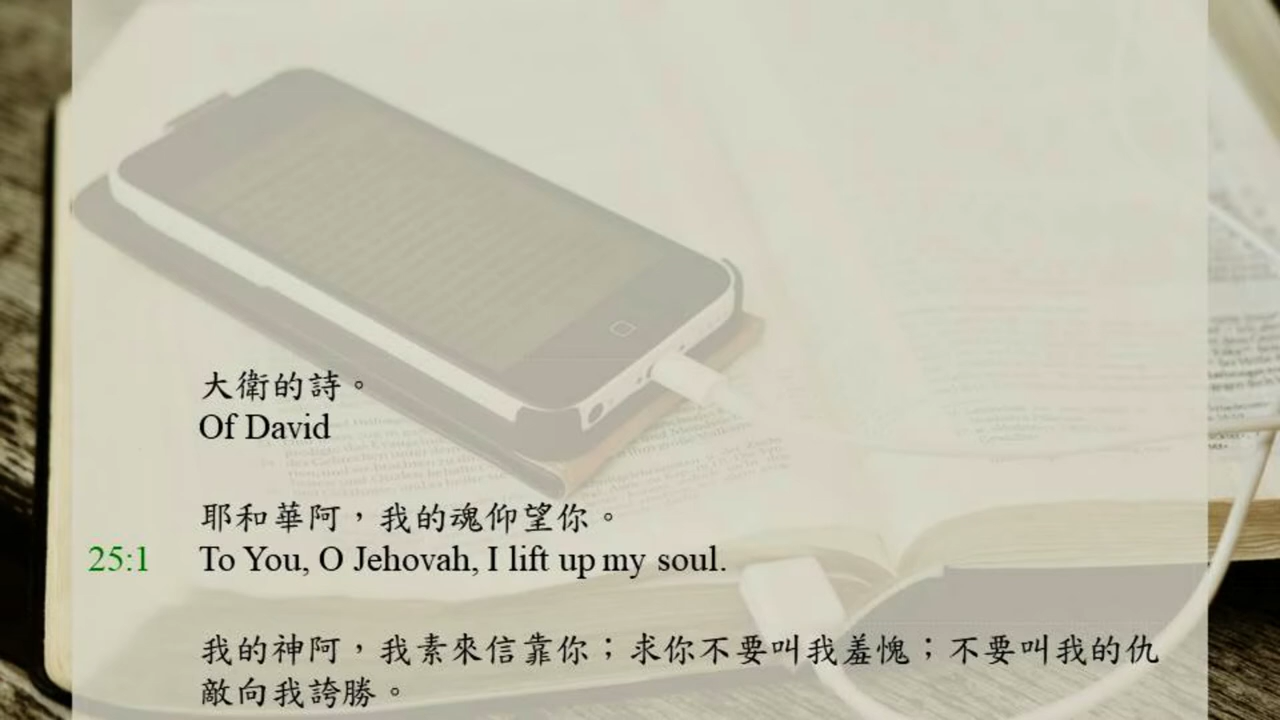 大衛的詩。
Of David
耶和華阿，我的魂仰望你。
25:1 To You, O Jehovah, I lift up my soul.
我的神阿，我素來信靠你；求你不要叫我羞愧；不要叫我的仇
敵向我誇勝。